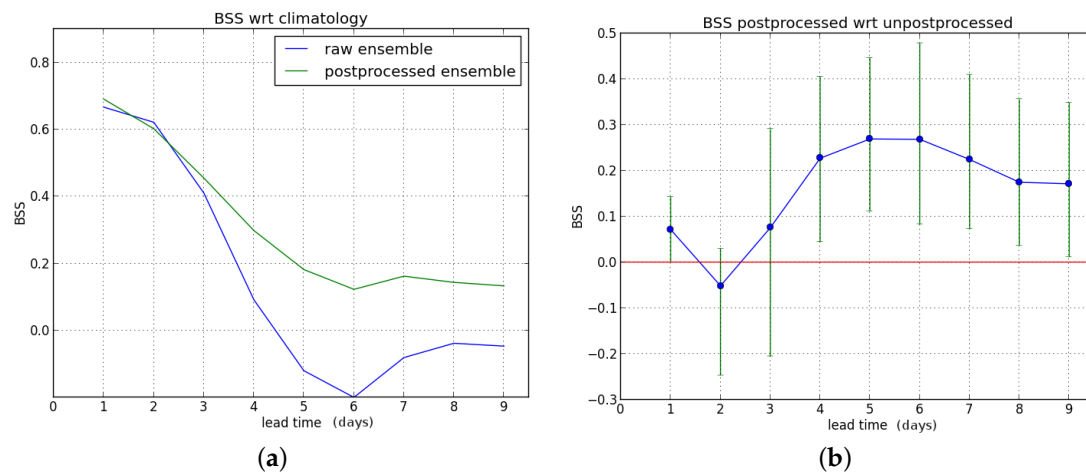 BSS wrt climatology
raw ensemble
postprocessed ensemble
BSS
0.8
0.6
0.4
0.2
0.0
0 1 2 3 4 5 6 7 8 9
lead time (days)
(a)
BSS postprocessed wrt unpostprocessed
BSS
0.5
0.4
0.3
0.2
0.1
0.0
−0.1
−0.2
−0.3
0 1 2 3 4 5 6 7 8 9
lead time (days)
(b)